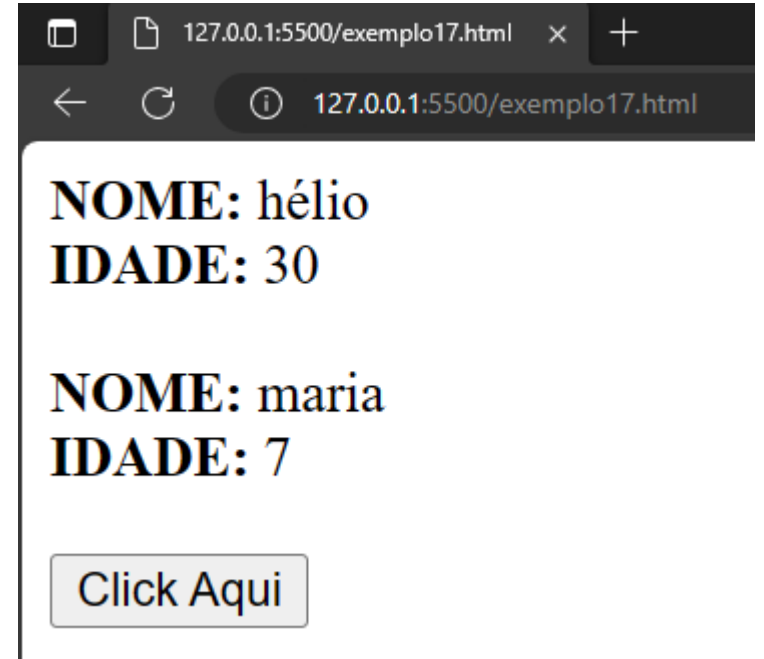 127.0.0.1:5500/exemplo17.html
127.0.0.1:5500/exemplo17.html
NOME: hélio
IDADE: 30
NOME: maria
IDADE: 7
Click Aqui